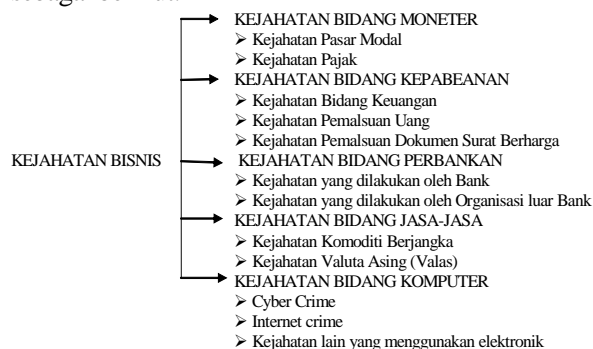 KEJAHATAN BIDANG MONETER
➢ Kejahatan Pasar Modal
➢ Kejahatan Pajak
KEJAHATAN BIDANG KEPABEANAN
➢ Kejahatan Bidang Keuangan
➢ Kejahatan Pemalsuan Uang
➢ Kejahatan Pemalsuan Dokumen Surat Berharga
KEJAHATAN BISNIS
KEJAHATAN BIDANG PERBANKAN
➢ Kejahatan yang dilakukan oleh Bank
➢ Kejahatan yang dilakukan oleh Organisasi luar Bank
KEJAHATAN BIDANG JASA-JASA
➢ Kejahatan Komoditi Berjangka
➢ Kejahatan Valuta Asing (Valas)
KEJAHATAN BIDANG KOMPUTER
➢ Cyber Crime
➢ Internet crime
➢ Kejahatan lain yang menggunakan elektronik